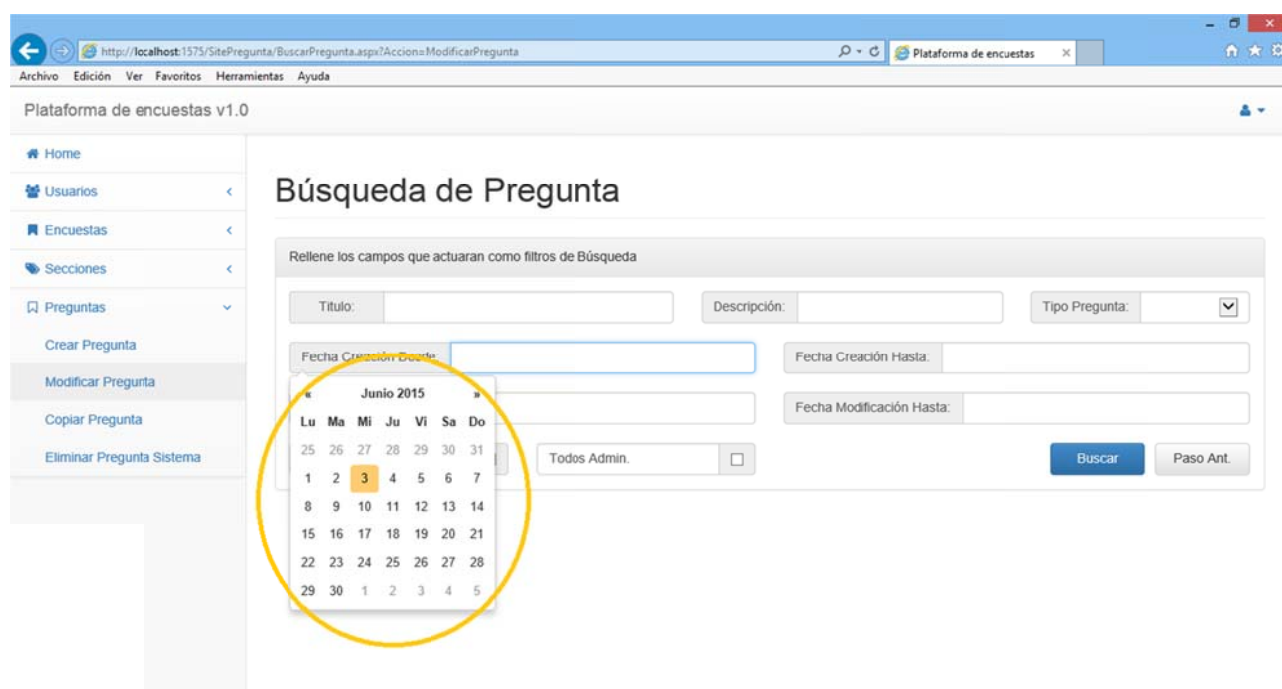 http://localhost:1575/SitePregunta/BuscarPregunta.aspx?Accion=ModificarPregunta
Plataforma de encuestas
Archivo Edición Ver Favoritos Herramientas Ayuda
Plataforma de encuestas v1.0
Home
Usuarios
Encuestas
Secciones
Preguntas
Crear Pregunta
Modificar Pregunta
Copiar Pregunta
Eliminar Pregunta Sistema
Búsqueda de Pregunta
Rellene los campos que actuaran como filtros de Búsqueda
Titulo:
Descripción:
Tipo Pregunta:
Fecha Creación Desde:
Fecha Creación Hasta:
Fecha Modificación Hasta:
Todos Admin.
Buscar
Paso Ant.
« Junio 2015 »
Lu Ma Mi Ju Vi Sa Do
25 26 27 28 29 30 31
1 2 3 4 5 6 7
8 9 10 11 12 13 14
15 16 17 18 19 20 21
22 23 24 25 26 27 28
29 30 1 2 3 4 5